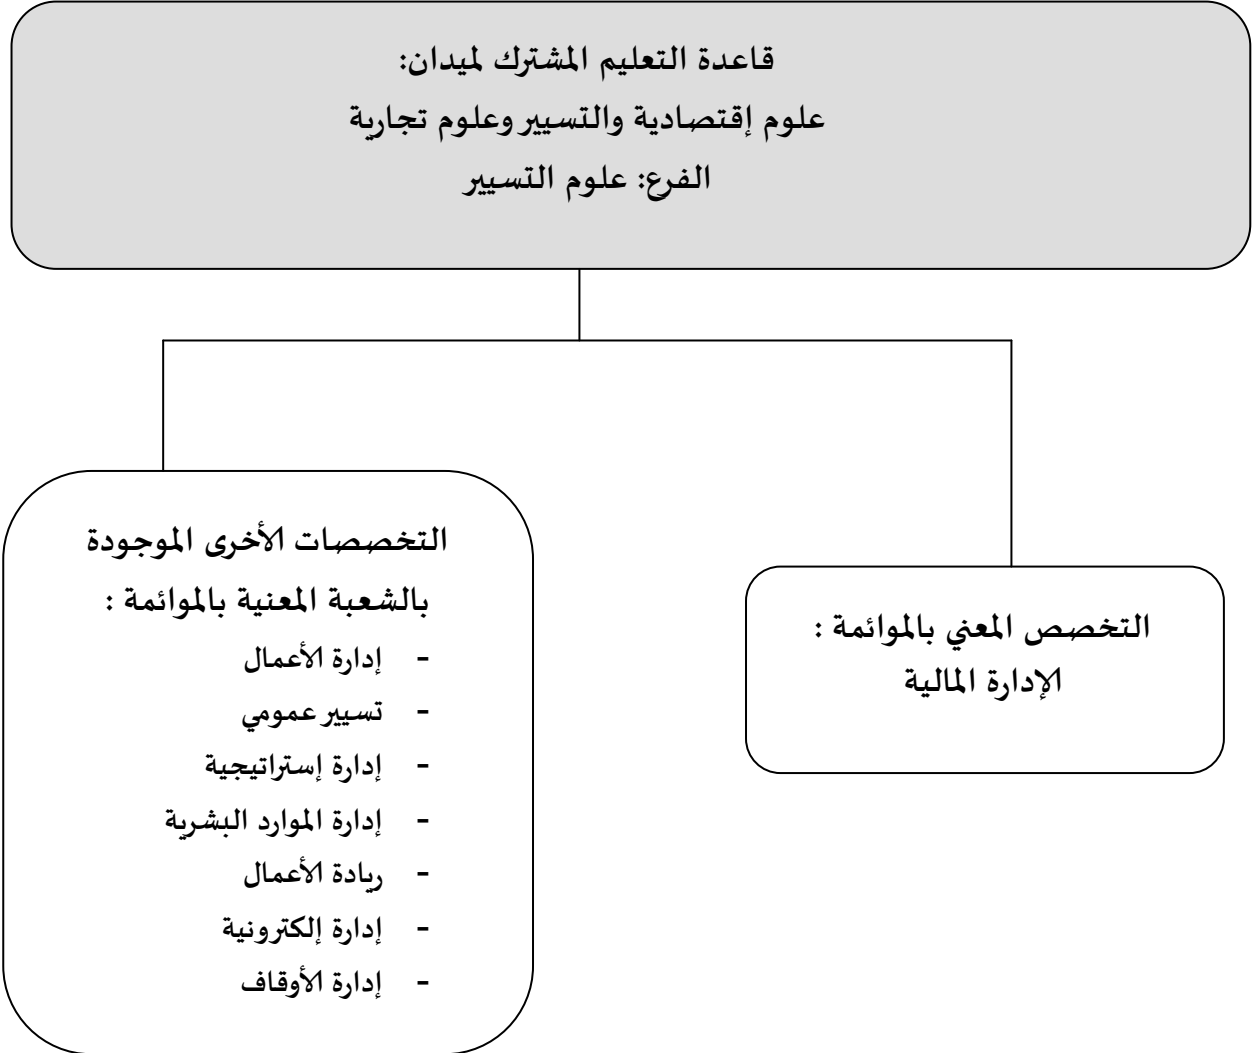 قاعدة التعليم المشترك لميدان:
علوم إقتصادية والتسيير وعلوم تجارية
الفرع: علوم التسيير
التخصص المعني بالموائمة :
الإدارة المالية
التخصصات الأخرى الموجودة
بالشعبة المعنية بالموائمة :
- إدارة الأعمال
- تسيير عمومي
- إدارة إستراتيجية
- إدارة الموارد البشرية
- ريادة الأعمال
- إدارة إلكترونية
- إدارة الأوقاف